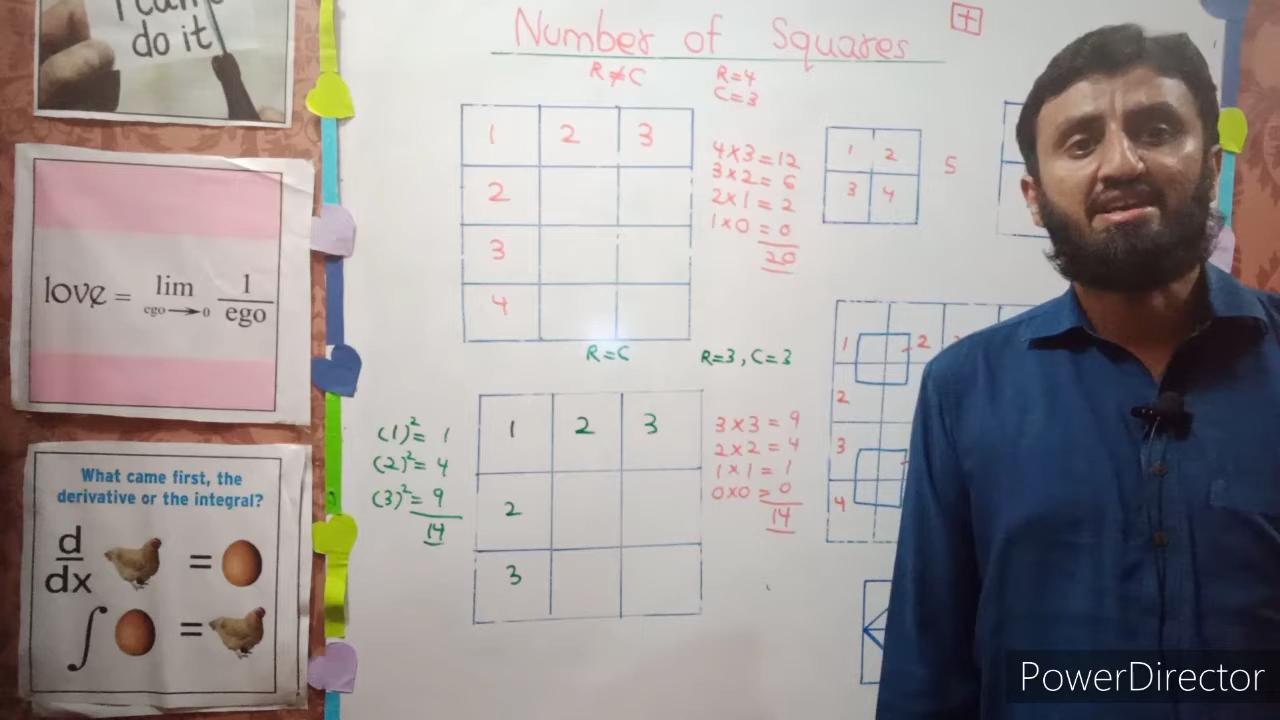 do it
love = lim ego→0 1/ego
What came first, the
derivative or the integral?
d/dx =
∫ =
Number of Squares
R≠C
R=4
C=3
1 2 3
2
3
4
4×3=12
3×2=6
2×1=2
1×0=0
20
1 2
3 4
5
R=C
R=3, C=3
(1)²= 1
(2)²= 4
(3)²= 9
14
1 2 3
2
3
3×3=9
2×2=4
1×1=1
0×0=0
14
1 2
2
3
4
PowerDirector